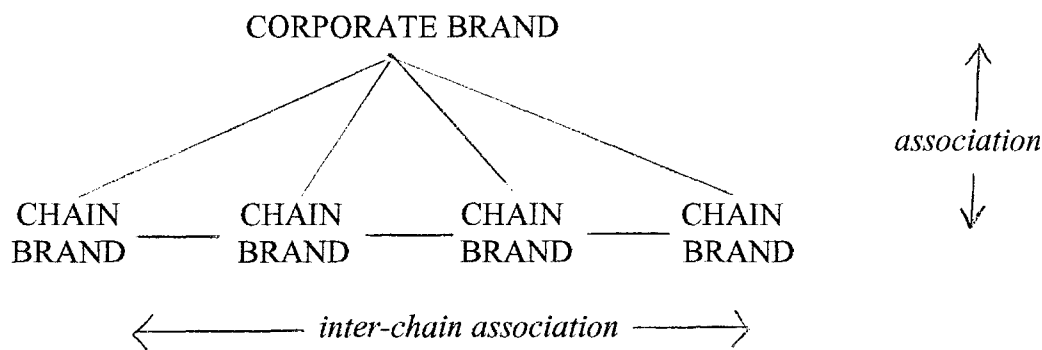 CORPORATE BRAND
association
CHAIN CHAIN CHAIN CHAIN
BRAND BRAND BRAND BRAND
inter-chain association